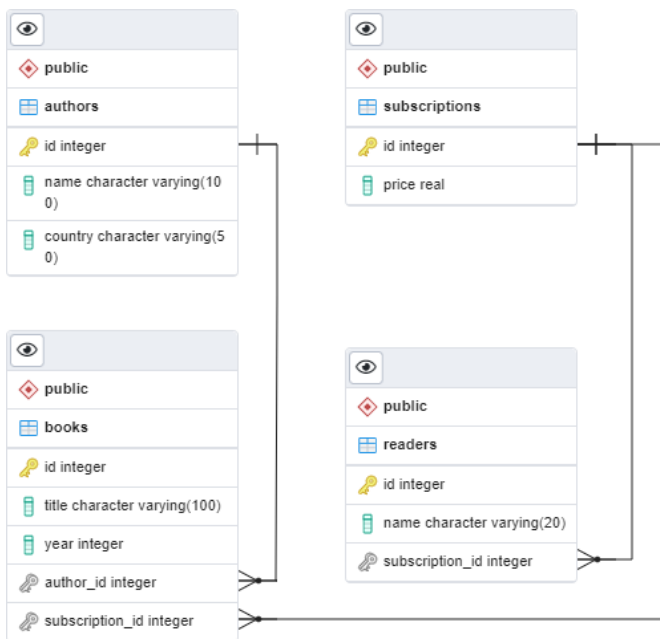 public
authors
id integer
name character varying(10
0)
country character varying(5
0)
public
subscriptions
id integer
price real
public
books
id integer
title character varying(100)
year integer
author_id integer
subscription_id integer
public
readers
id integer
name character varying(20)
subscription_id integer